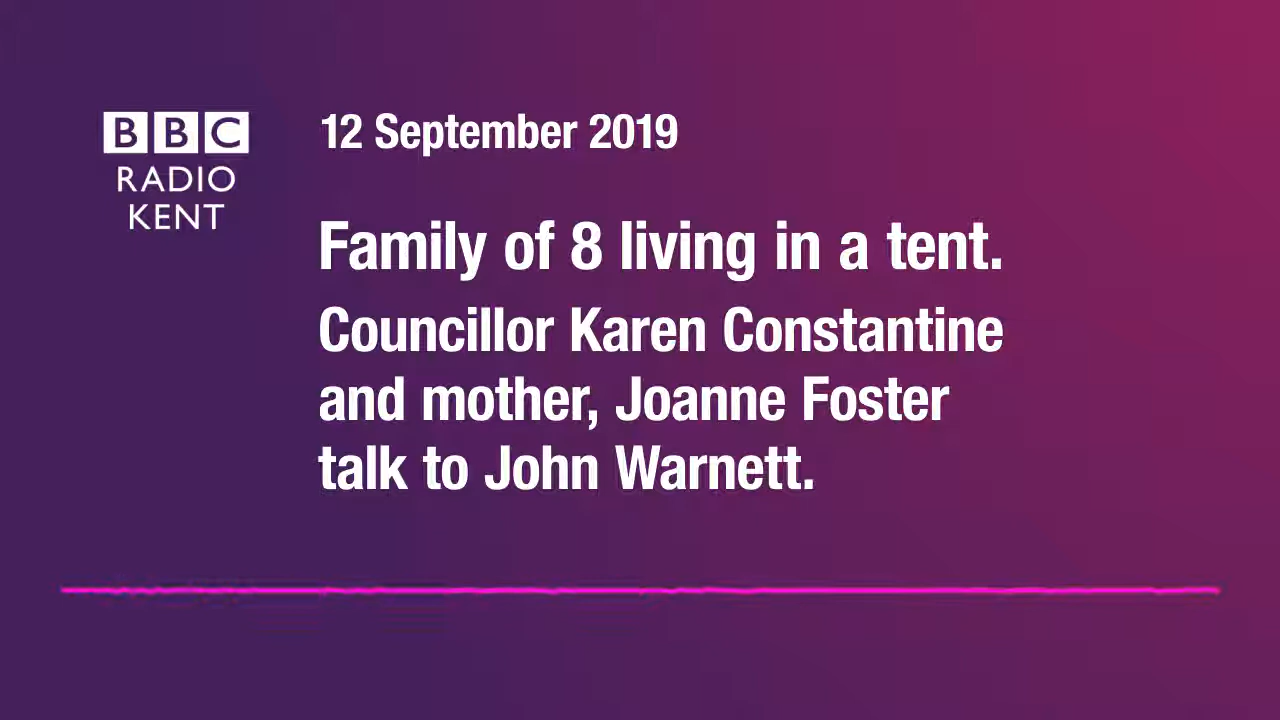 BBC
RADIO
KENT
12 September 2019
Family of 8 living in a tent.
Councillor Karen Constantine
and mother, Joanne Foster
talk to John Warnett.